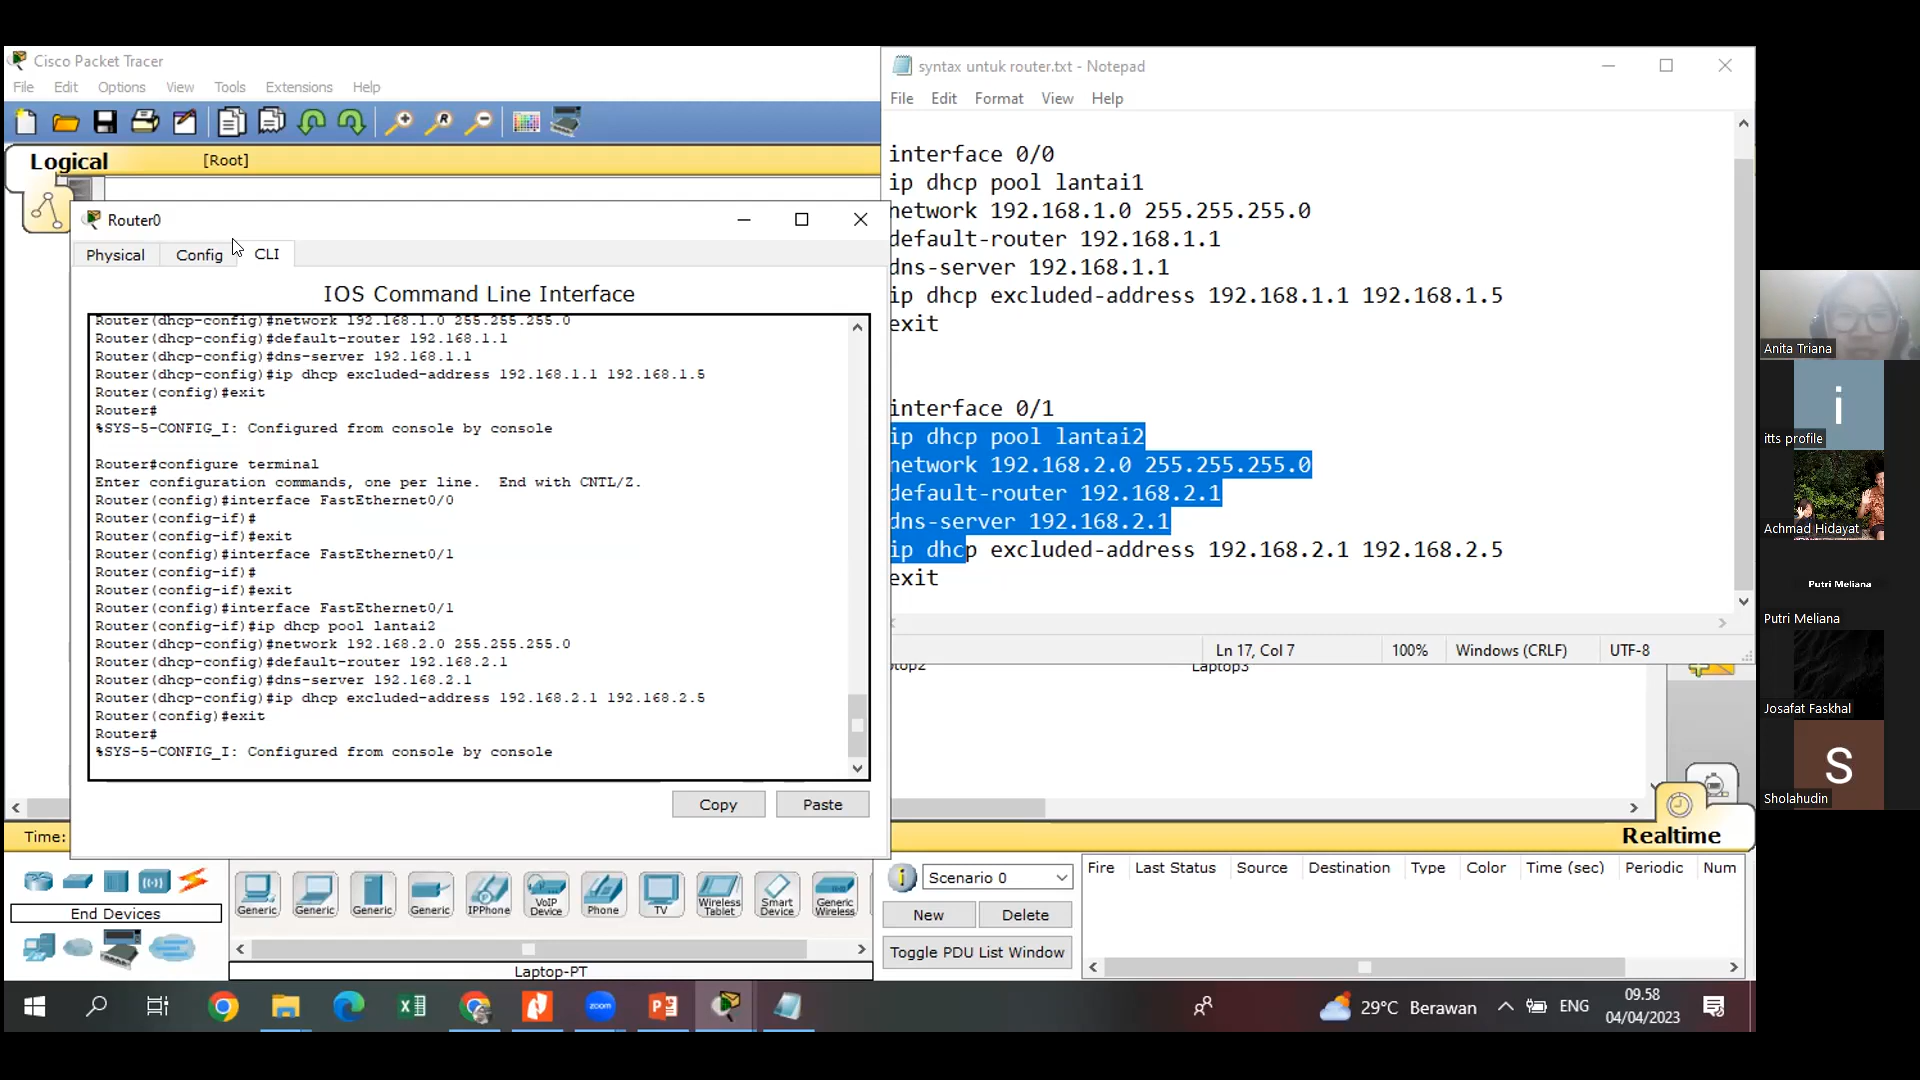 Cisco Packet Tracer
File Edit Options View Tools Extensions Help
Logical
[Root]
Router0
Physical Config CLI
IOS Command Line Interface
Router(dhcp-config)#network 192.168.1.0 255.255.255.0
Router(dhcp-config)#default-router 192.168.1.1
Router(dhcp-config)#dns-server 192.168.1.1
Router(dhcp-config)#ip dhcp excluded-address 192.168.1.1 192.168.1.5
Router(config)#exit
Router#
%SYS-5-CONFIG_I: Configured from console by console
Router#configure terminal
Enter configuration commands, one per line.  End with CNTL/Z.
Router(config)#interface FastEthernet0/0
Router(config-if)#
Router(config-if)#exit
Router(config)#interface FastEthernet0/1
Router(config-if)#
Router(config-if)#exit
Router(config)#interface FastEthernet0/1
Router(config-if)#ip dhcp pool lantai2
Router(dhcp-config)#network 192.168.2.0 255.255.255.0
Router(dhcp-config)#default-router 192.168.2.1
Router(dhcp-config)#dns-server 192.168.2.1
Router(dhcp-config)#ip dhcp excluded-address 192.168.2.1 192.168.2.5
Router(config)#exit
Router#
%SYS-5-CONFIG_I: Configured from console by console
Copy Paste
syntax untuk router.txt - Notepad
File Edit Format View Help
interface 0/0
ip dhcp pool lantai1
network 192.168.1.0 255.255.255.0
default-router 192.168.1.1
dns-server 192.168.1.1
ip dhcp excluded-address 192.168.1.1 192.168.1.5
exit
interface 0/1
ip dhcp pool lantai2
network 192.168.2.0 255.255.255.0
default-router 192.168.2.1
dns-server 192.168.2.1
ip dhcp excluded-address 192.168.2.1 192.168.2.5
exit
Ln 17, Col 7 100% Windows (CRLF) UTF-8
Laptop3
Time:
Realtime
End Devices
Generic Generic Generic Generic IPPhone VoIP Device Phone TV Wireless Tablet Smart Device Generic Wireless
Laptop-PT
Scenario 0
New Delete
Toggle PDU List Window
Fire Last Status Source Destination Type Color Time (sec) Periodic Num
zoom
29°C Berawan
ENG
09.58
04/04/2023
Anita Triana
i
itts profile
Achmad Hidayat
Putri Meliana
Putri Meliana
Josafat Faskhal
S
Sholahudin